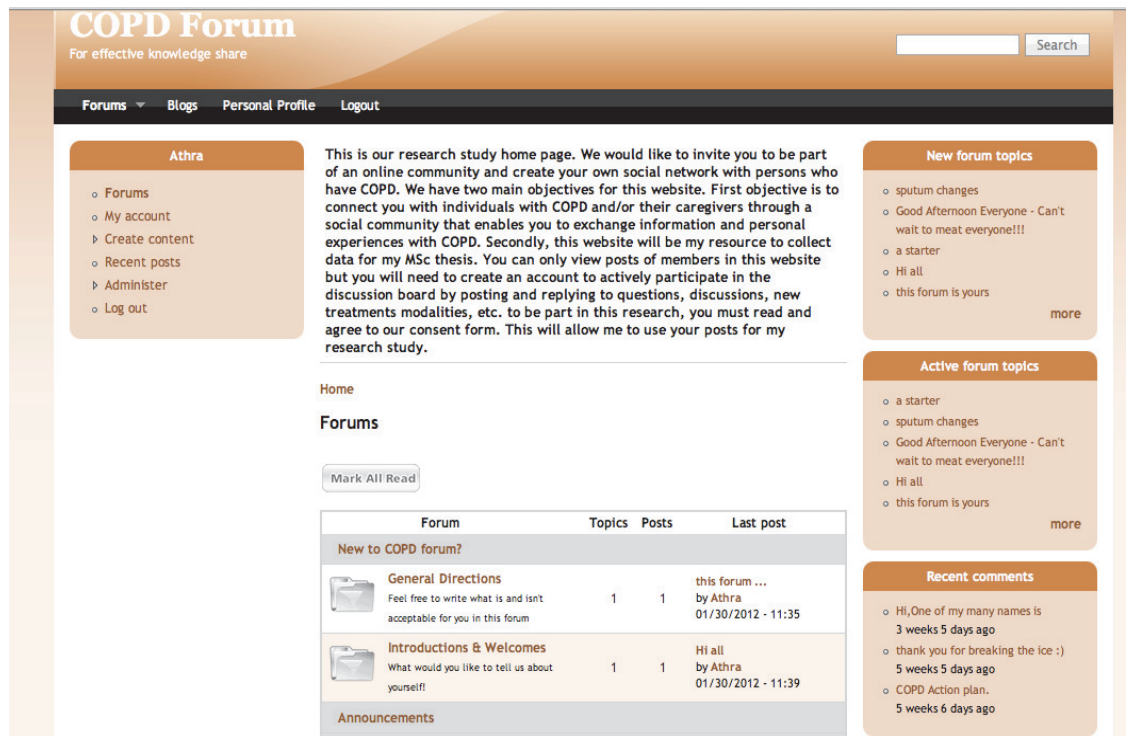 COPD Forum
For effective knowledge share
Search
Forums
Blogs
Personal Profile
Logout
Athra
Forums
My account
Create content
Recent posts
Administer
Log out
This is our research study home page. We would like to invite you to be part
of an online community and create your own social network with persons who
have COPD. We have two main objectives for this website. First objective is to
connect you with individuals with COPD and/or their caregivers through a
social community that enables you to exchange information and personal
experiences with COPD. Secondly, this website will be my resource to collect
data for my MSc thesis. You can only view posts of members in this website
but you will need to create an account to actively participate in the
discussion board by posting and replying to questions, discussions, new
treatments modalities, etc. to be part in this research, you must read and
agree to our consent form. This will allow me to use your posts for my
research study.
Home
Forums
Mark All Read
Forum Topics Posts Last post
New to COPD forum?
General Directions
Feel free to write what is and isn't
acceptable for you in this forum
1 1
this forum ...
by Athra
01/30/2012 - 11:35
Introductions & Welcomes
What would you like to tell us about
yourself!
1 1
Hi all
by Athra
01/30/2012 - 11:39
Announcements
New forum topics
sputum changes
Good Afternoon Everyone - Can't
wait to meat everyone!!!
a starter
Hi all
this forum is yours
more
Active forum topics
a starter
sputum changes
Good Afternoon Everyone - Can't
wait to meat everyone!!!
Hi all
this forum is yours
more
Recent comments
Hi,One of my many names is
3 weeks 5 days ago
thank you for breaking the ice :)
5 weeks 5 days ago
COPD Action plan.
5 weeks 6 days ago